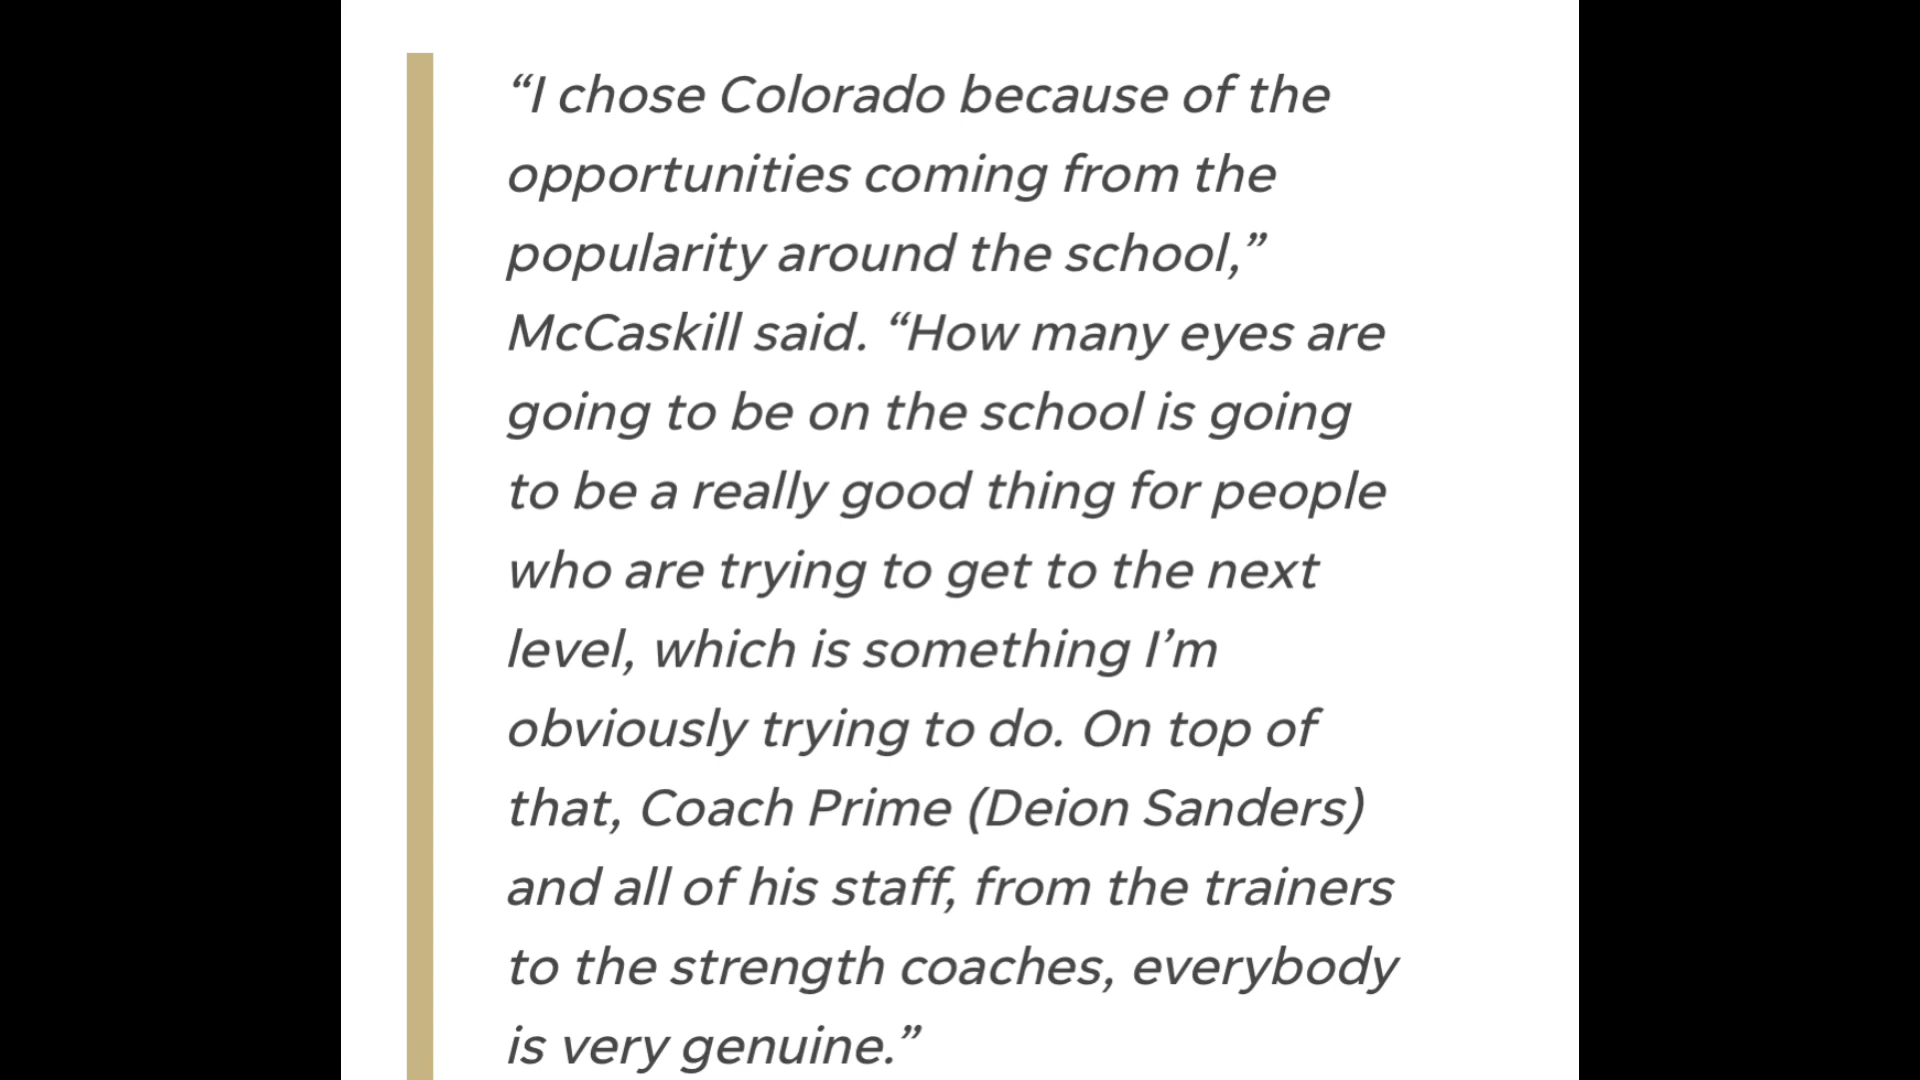 “I chose Colorado because of the
opportunities coming from the
popularity around the school,”
McCaskill said. “How many eyes are
going to be on the school is going
to be a really good thing for people
who are trying to get to the next
level, which is something I’m
obviously trying to do. On top of
that, Coach Prime (Deion Sanders)
and all of his staff, from the trainers
to the strength coaches, everybody
is very genuine.”